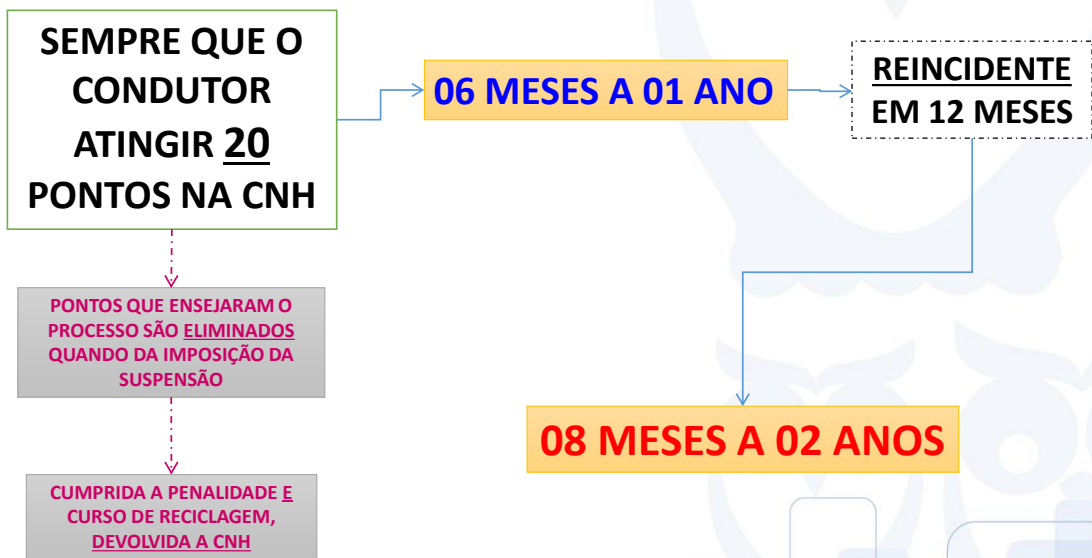 SEMPRE QUE O
CONDUTOR
ATINGIR 20
PONTOS NA CNH
06 MESES A 01 ANO
REINCIDENTE
EM 12 MESES
PONTOS QUE ENSEJARAM O
PROCESSO SÃO ELIMINADOS
QUANDO DA IMPOSIÇÃO DA
SUSPENSÃO
08 MESES A 02 ANOS
CUMPRIDA A PENALIDADE E
CURSO DE RECICLAGEM,
DEVOLVIDA A CNH